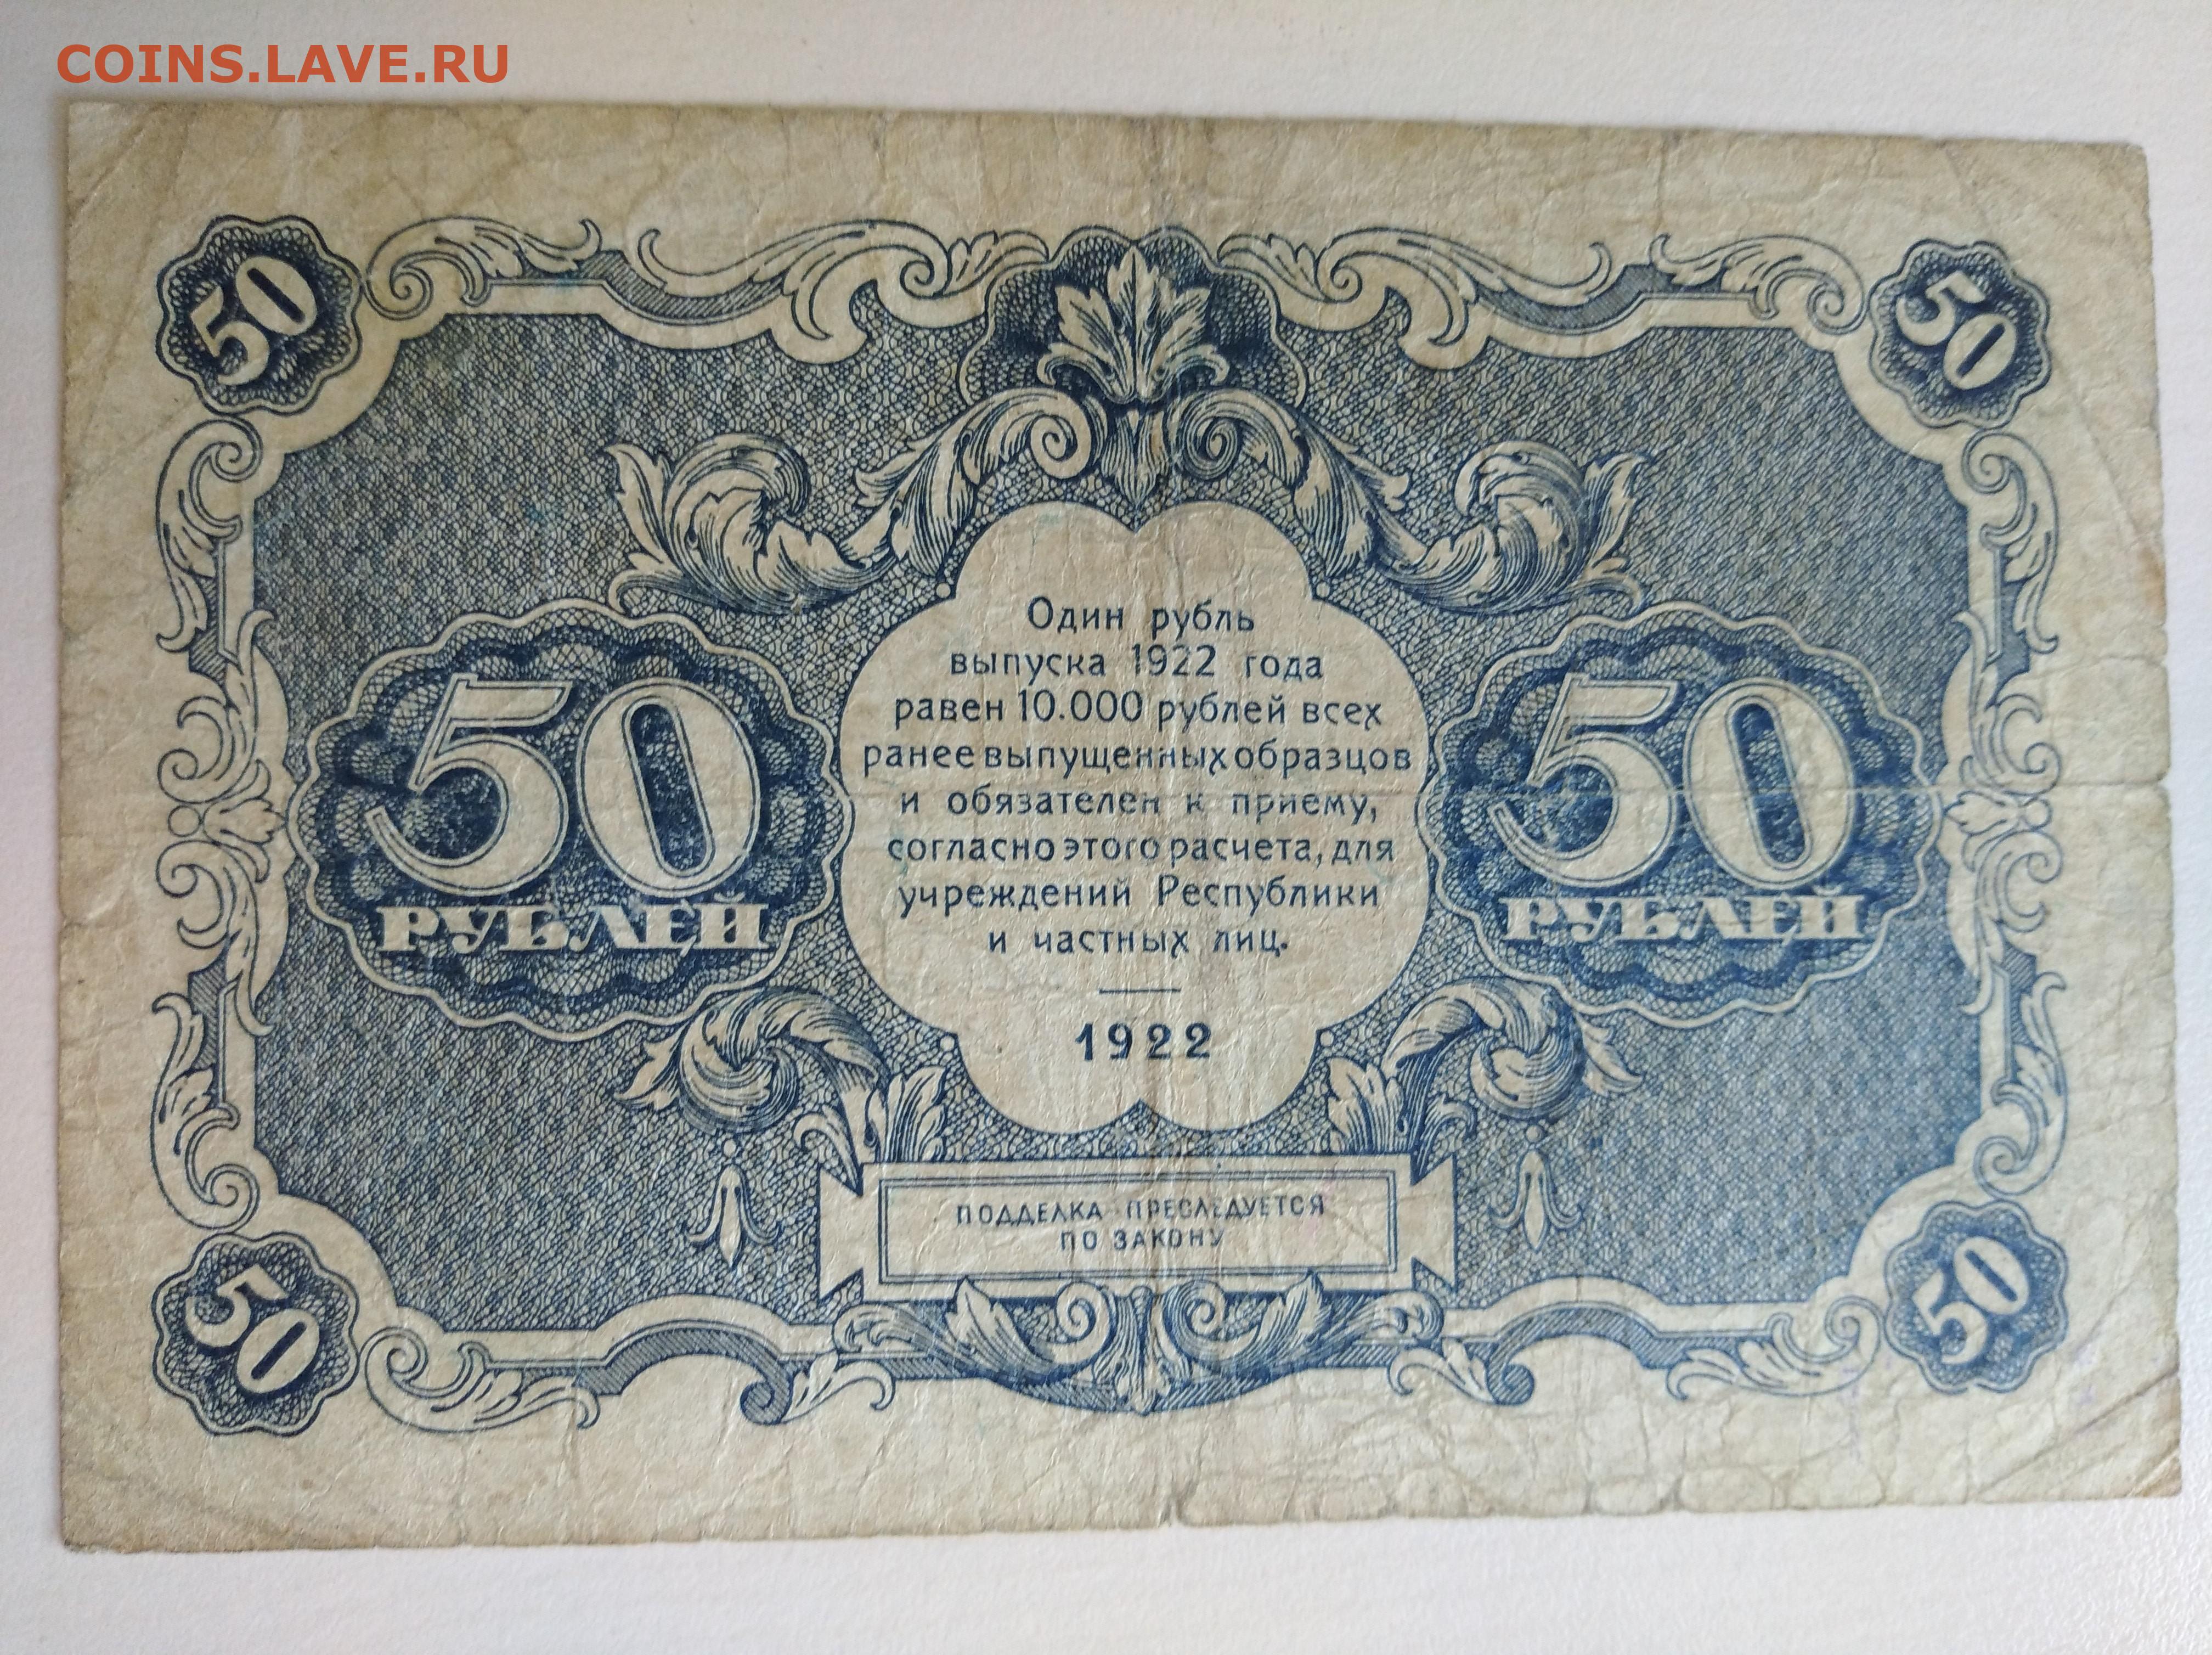 COINS.LAVE.RU
50
50
Один рубль
выпуска 1922 года
равен 10.000 рублей всех
ранее выпущенных образцов
и обязателен к приему,
согласно этого расчета, для
учреждений Республики
и частных лиц.
1922
50
РУБЛЕЙ
50
РУБЛЕЙ
ПОДДЕЛКА ПРЕСЛЕДУЕТСЯ
ПО ЗАКОНУ
50
50